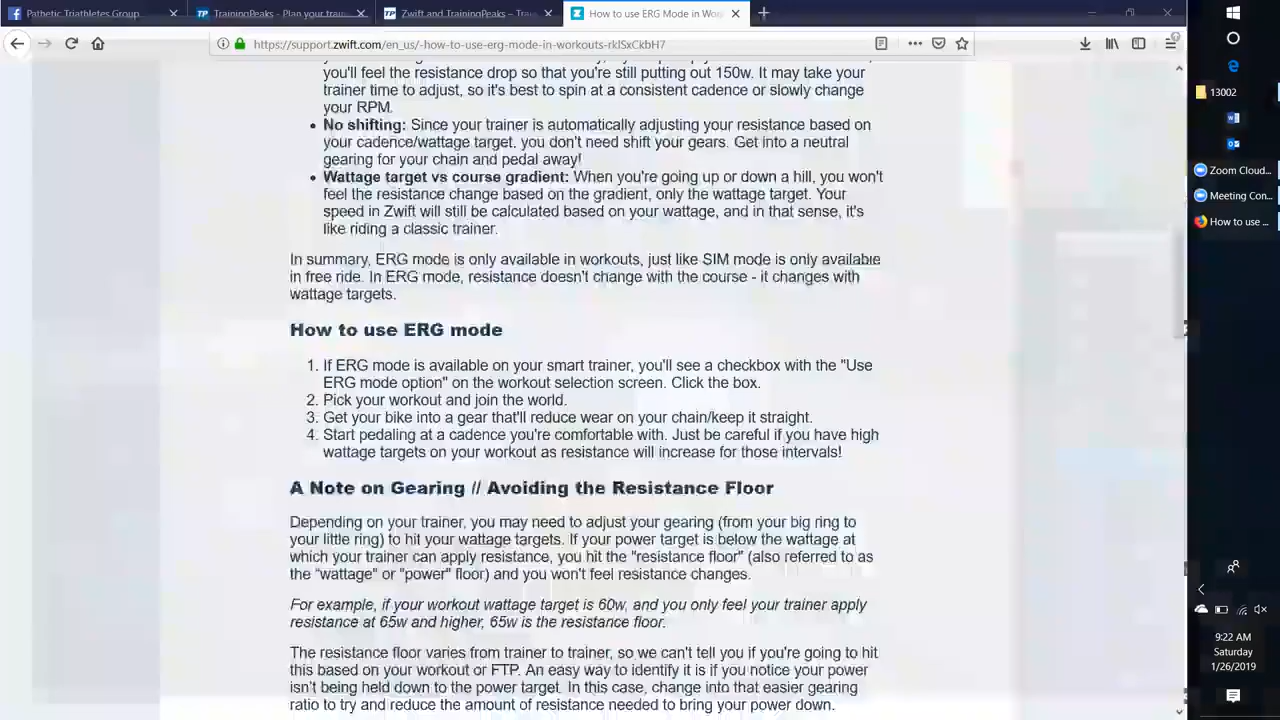 Pathetic Triathletes Group
TrainingPeaks - Plan your train
Zwift and TrainingPeaks – Trai
How to use ERG Mode in Wor
https://support.zwift.com/en_us/-how-to-use-erg-mode-in-workouts-rklSxCkbH7
you'll feel the resistance drop so that you're still putting out 150w. It may take your
trainer time to adjust, so it's best to spin at a consistent cadence or slowly change
your RPM.
• No shifting: Since your trainer is automatically adjusting your resistance based on
your cadence/wattage target, you don't need shift your gears. Get into a neutral
gearing for your chain and pedal away!
• Wattage target vs course gradient: When you're going up or down a hill, you won't
feel the resistance change based on the gradient, only the wattage target. Your
speed in Zwift will still be calculated based on your wattage, and in that sense, it's
like riding a classic trainer.
In summary, ERG mode is only available in workouts, just like SIM mode is only available
in free ride. In ERG mode, resistance doesn't change with the course - it changes with
wattage targets.
How to use ERG mode
1. If ERG mode is available on your smart trainer, you'll see a checkbox with the "Use
ERG mode option" on the workout selection screen. Click the box.
2. Pick your workout and join the world.
3. Get your bike into a gear that'll reduce wear on your chain/keep it straight.
4. Start pedaling at a cadence you're comfortable with. Just be careful if you have high
wattage targets on your workout as resistance will increase for those intervals!
A Note on Gearing // Avoiding the Resistance Floor
Depending on your trainer, you may need to adjust your gearing (from your big ring to
your little ring) to hit your wattage targets. If your power target is below the wattage at
which your trainer can apply resistance, you hit the "resistance floor" (also referred to as
the "wattage" or "power" floor) and you won't feel resistance changes.
For example, if your workout wattage target is 60w, and you only feel your trainer apply
resistance at 65w and higher, 65w is the resistance floor.
The resistance floor varies from trainer to trainer, so we can't tell you if you're going to hit
this based on your workout or FTP. An easy way to identify it is if you notice your power
isn't being held down to the power target. In this case, change into that easier gearing
ratio to try and reduce the amount of resistance needed to bring your power down.
13002
Zoom Cloud...
Meeting Con...
How to use ...
9:22 AM
Saturday
1/26/2019